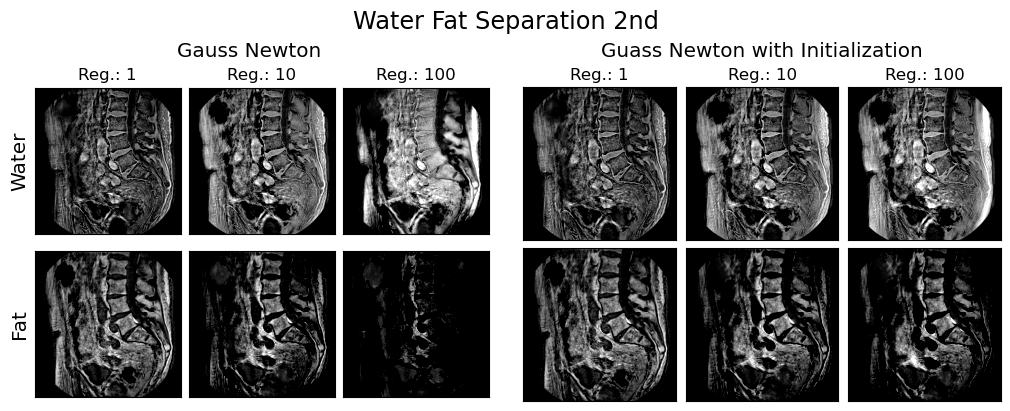 Water Fat Separation 2nd
Gauss Newton
Guass Newton with Initialization
Reg.: 1
Reg.: 10
Reg.: 100
Reg.: 1
Reg.: 10
Reg.: 100
Water
Fat